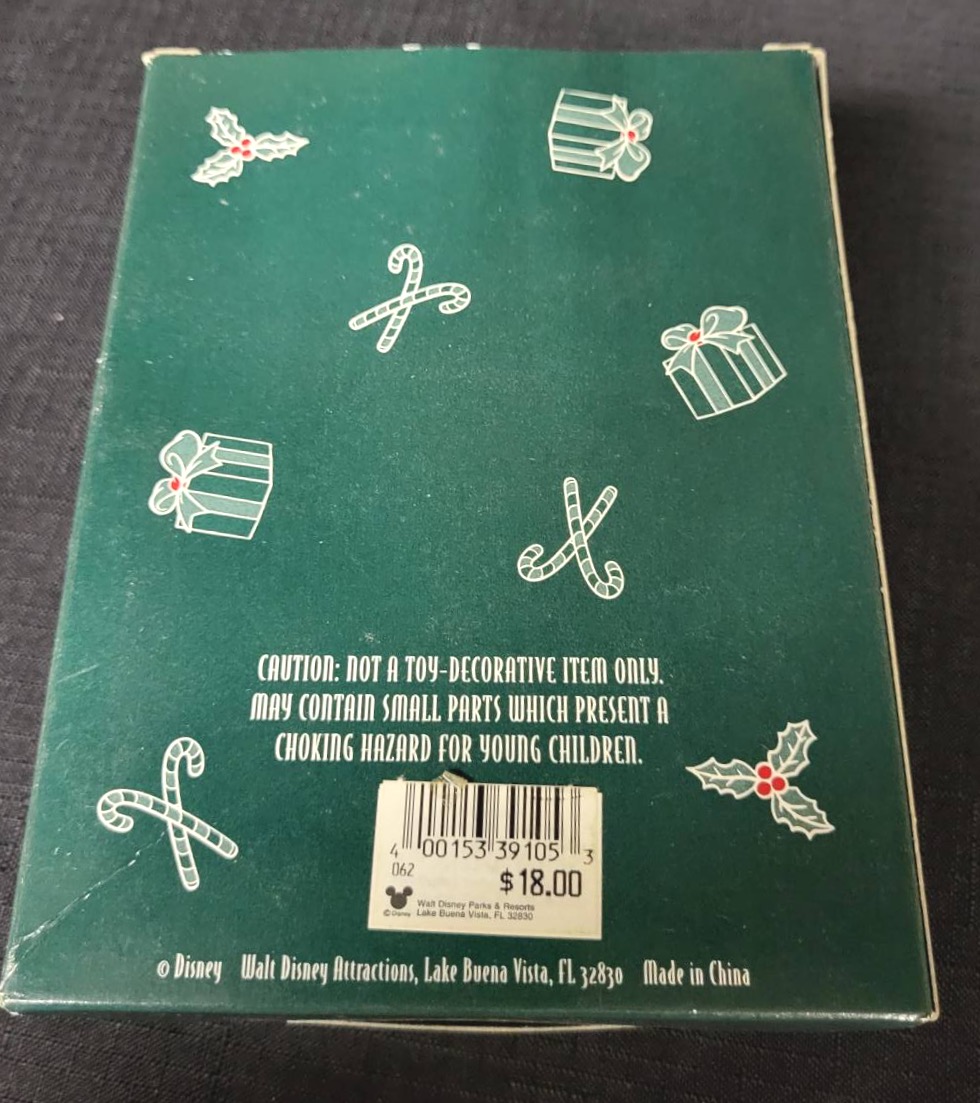 CAUTION: NOT A TOY-DECORATIVE ITEM ONLY.
MAY CONTAIN SMALL PARTS WHICH PRESENT A
CHOKING HAZARD FOR YOUNG CHILDREN.
4 00153 39105 3
062
$18.00
©Disney
Walt Disney Parks & Resorts
Lake Buena Vista, FL 32830
© Disney Walt Disney Attractions, Lake Buena Vista, FL 32830 Made in China